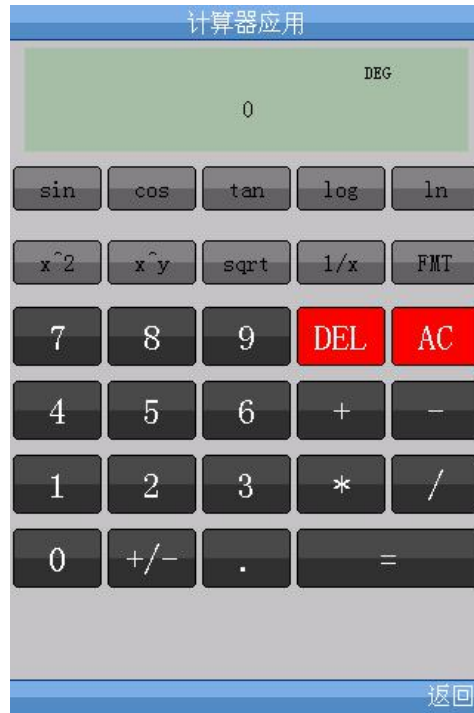 计算器应用
DEG
0
sin cos tan log ln
x^2 x^y sqrt 1/x FMT
7 8 9 DEL AC
4 5 6 + -
1 2 3 * /
0 +/- . =
返回